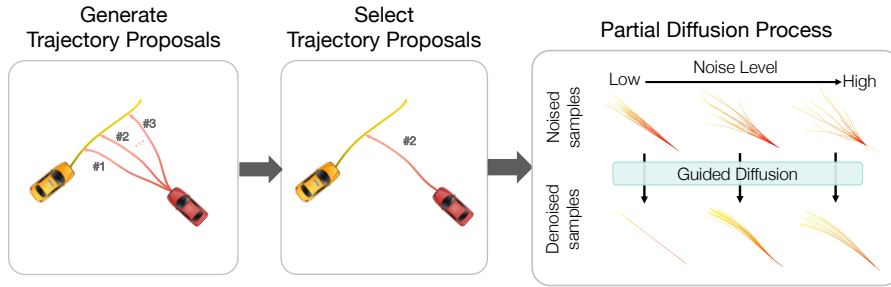 Generate
Trajectory Proposals
#3
#2
...
#1
Select
Trajectory Proposals
#2
Partial Diffusion Process
Noise Level
Low
High
Noised
samples
Guided Diffusion
Denoised
samples